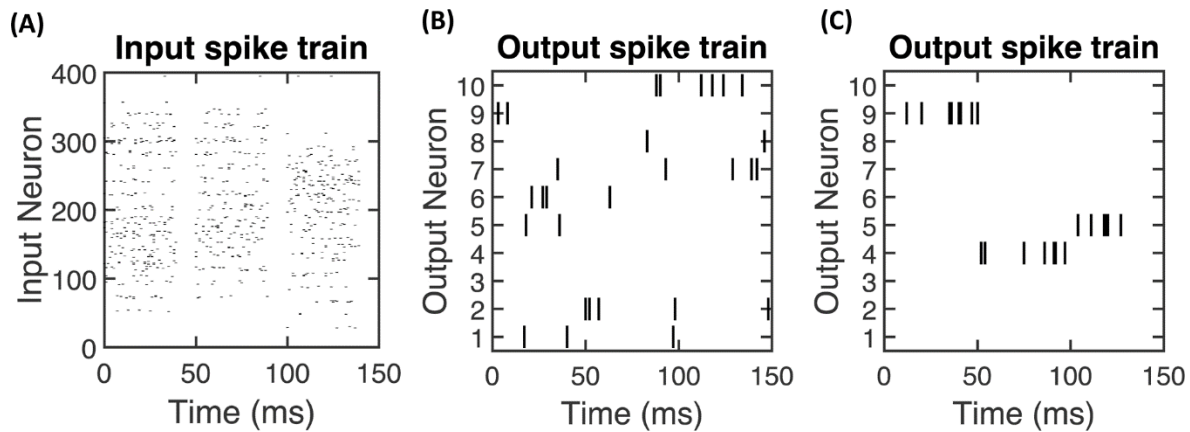 (A)
Input spike train
400
300
200
100
0
Input Neuron
0 50 100 150
Time (ms)
(B)
Output spike train
10
9
8
7
6
5
4
3
2
1
Output Neuron
0 50 100 150
Time (ms)
(C)
Output spike train
10
9
8
7
6
5
4
3
2
1
Output Neuron
0 50 100 150
Time (ms)